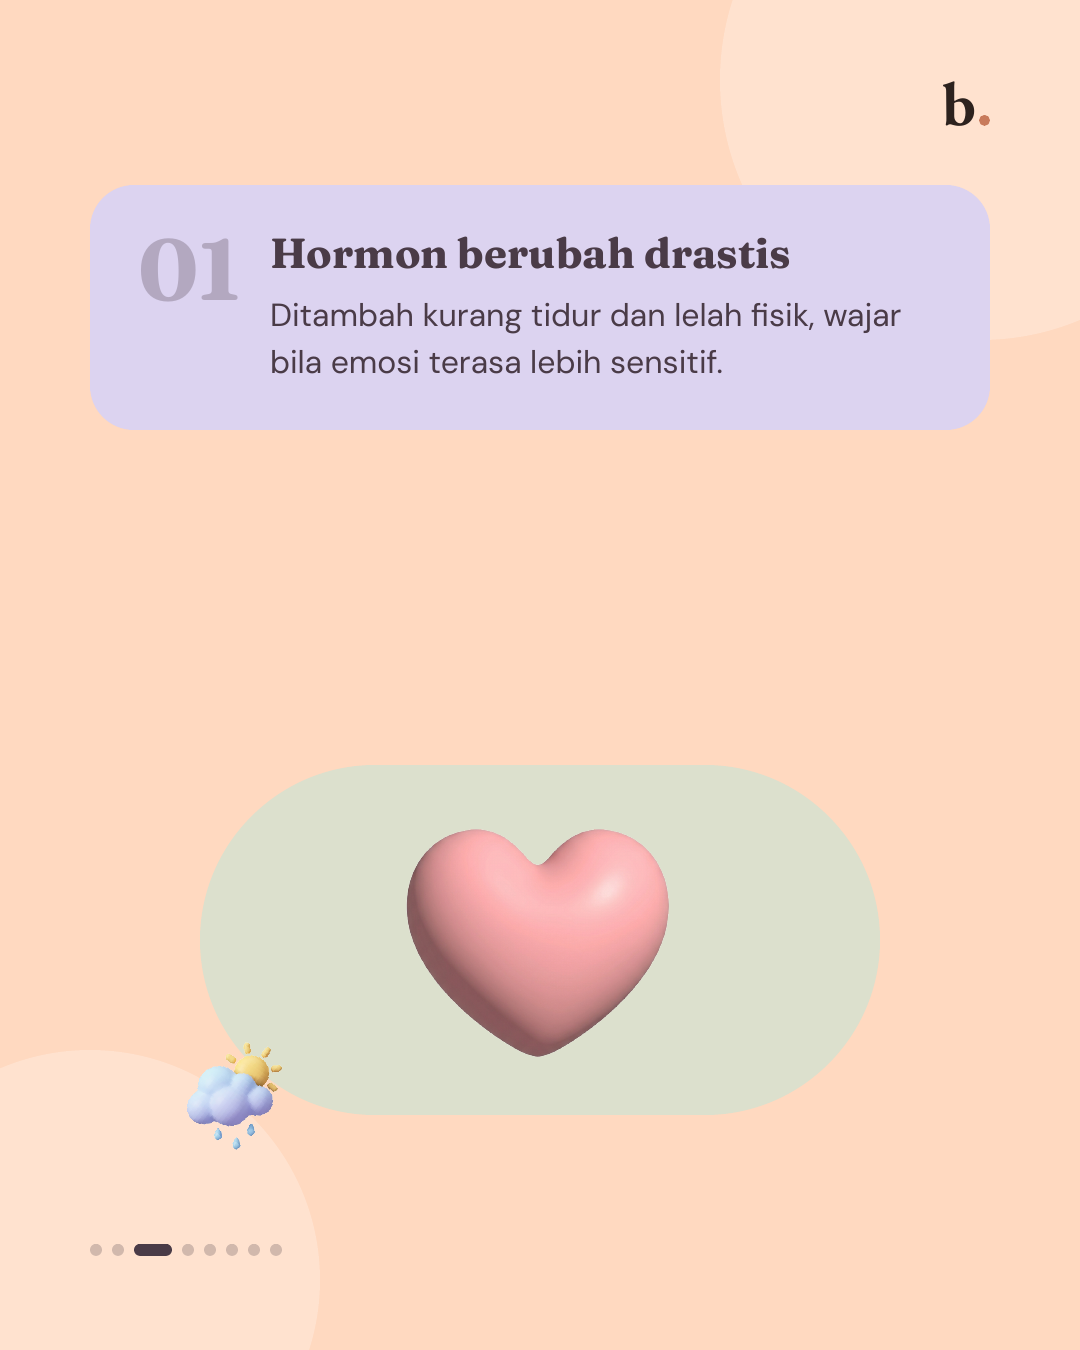 b.
01
Hormon berubah drastis
Ditambah kurang tidur dan lelah fisik, wajar
bila emosi terasa lebih sensitif.